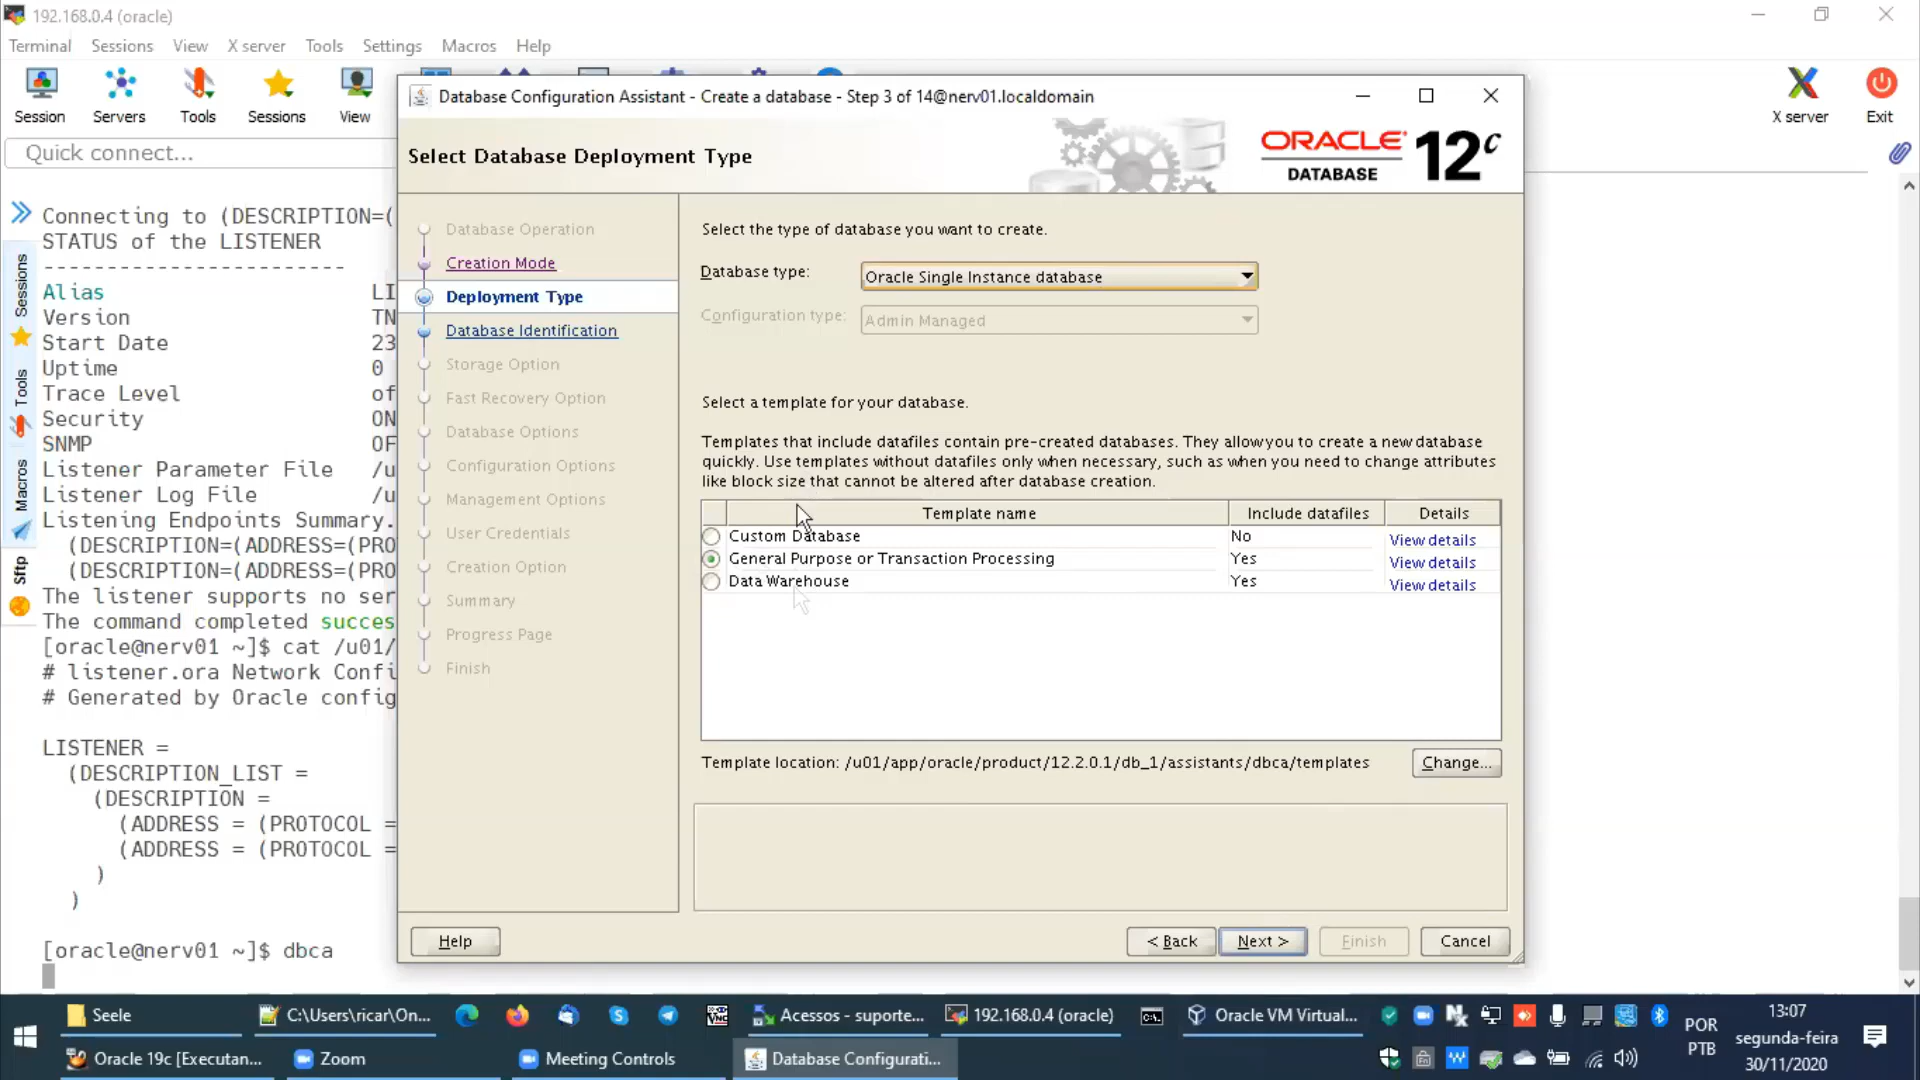 192.168.0.4 (oracle)
Terminal Sessions View X server Tools Settings Macros Help
Session Servers Tools Sessions View X server Exit
Quick connect...
Sessions
Tools
Macros
Sftp
Connecting to (DESCRIPTION=(
STATUS of the LISTENER
------------------------
Alias LI
Version TN
Start Date 23
Uptime 0
Trace Level of
Security ON
SNMP OF
Listener Parameter File /u
Listener Log File /u
Listening Endpoints Summary.
(DESCRIPTION=(ADDRESS=(PRO
(DESCRIPTION=(ADDRESS=(PRO
The listener supports no ser
The command completed succes
[oracle@nerv01 ~]$ cat /u01/
# listener.ora Network Confi
# Generated by Oracle config
LISTENER =
(DESCRIPTION_LIST =
(DESCRIPTION =
(ADDRESS = (PROTOCOL =
(ADDRESS = (PROTOCOL =
)
)
[oracle@nerv01 ~]$ dbca
Database Configuration Assistant - Create a database - Step 3 of 14@nerv01.localdomain
Select Database Deployment Type
ORACLE DATABASE 12c
Database Operation
Creation Mode
Deployment Type
Database Identification
Storage Option
Fast Recovery Option
Database Options
Configuration Options
Management Options
User Credentials
Creation Option
Summary
Progress Page
Finish
Select the type of database you want to create.
Database type: Oracle Single Instance database
Configuration type: Admin Managed
Select a template for your database.
Templates that include datafiles contain pre-created databases. They allow you to create a new database
quickly. Use templates without datafiles only when necessary, such as when you need to change attributes
like block size that cannot be altered after database creation.
Template name Include datafiles Details
Custom Database No View details
General Purpose or Transaction Processing Yes View details
Data Warehouse Yes View details
Template location: /u01/app/oracle/product/12.2.0.1/db_1/assistants/dbca/templates Change...
Help < Back Next > Finish Cancel
Seele C:\Users\ricar\On... Acessos - suporte... 192.168.0.4 (oracle) Oracle VM Virtual...
Oracle 19c [Executan... Zoom Meeting Controls Database Configurati...
POR
PTB
13:07
segunda-feira
30/11/2020